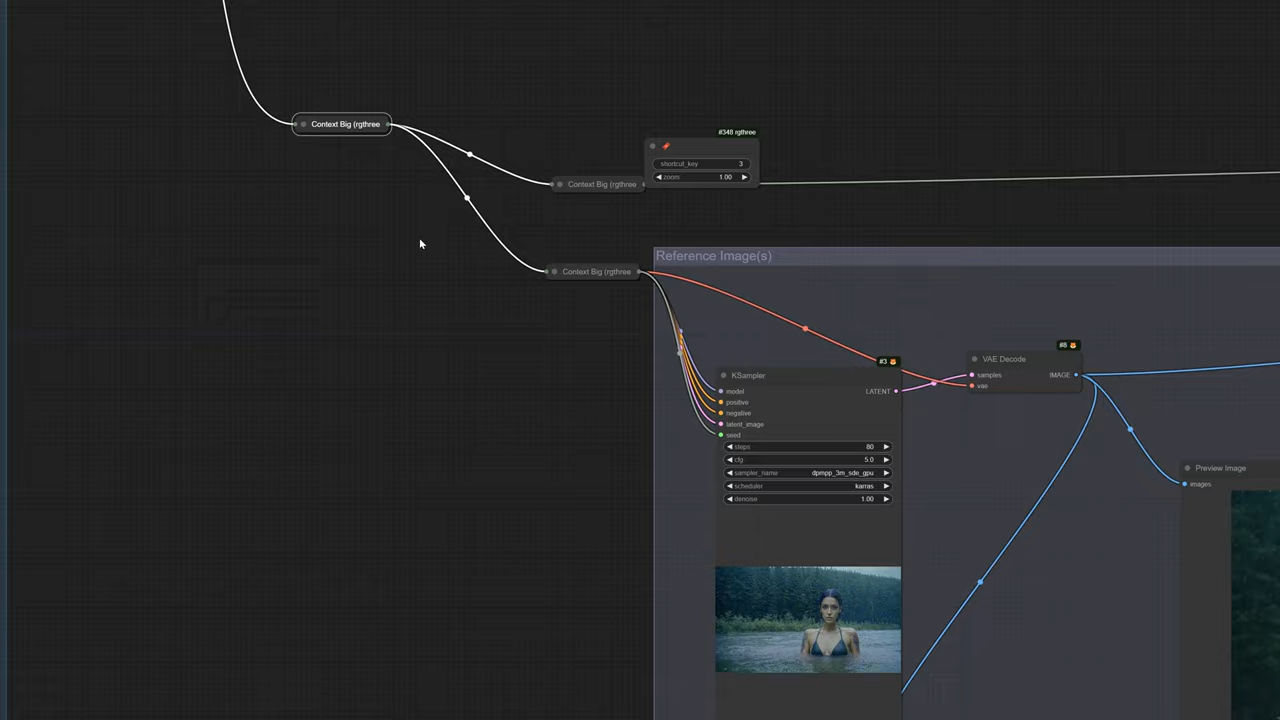 Context Big (rgthree
#348 rgthree
shortcut_key 3
Context Big (rgthree
zoom 1.00
Reference Image(s)
Context Big (rgthree
#8
VAE Decode
#3
samples IMAGE
KSampler
vae
model LATENT
positive
negative
latent_image
seed
steps 80
cfg 5.0
Preview Image
sampler_name dpmpp_3m_sde_gpu
images
scheduler karras
denoise 1.00